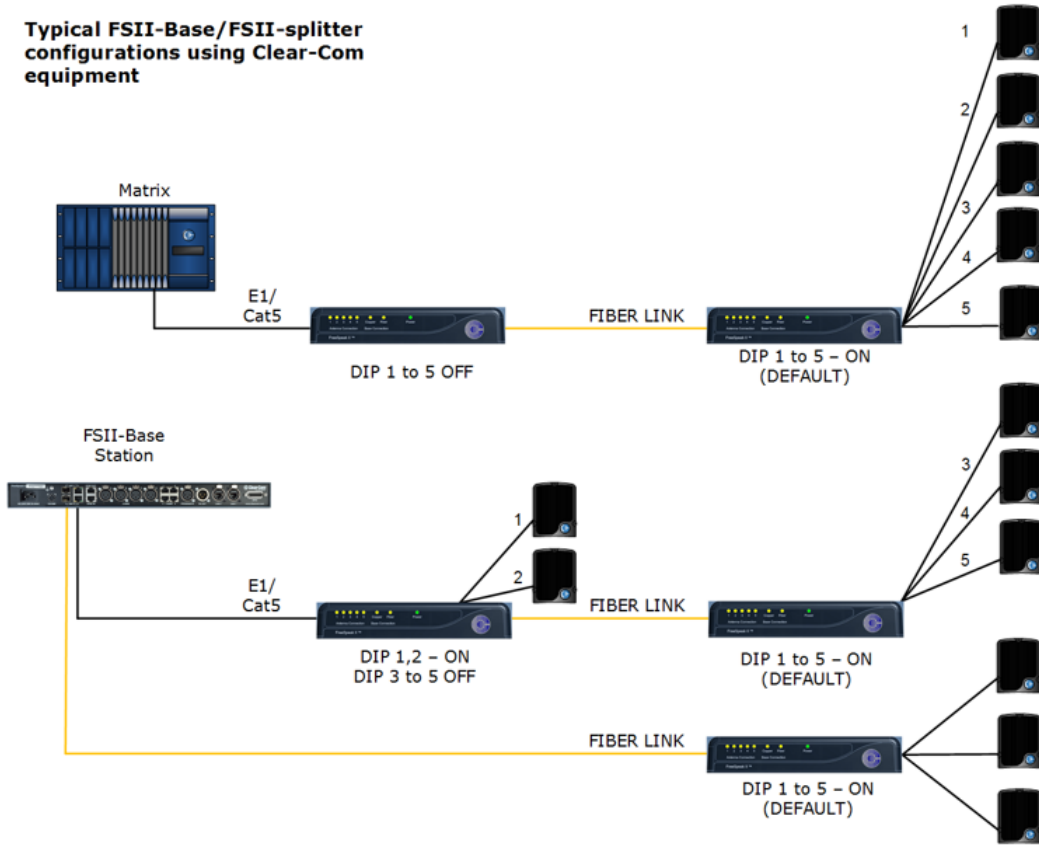 Typical FSII-Base/FSII-splitter
configurations using Clear-Com
equipment
1
2
3
4
5
Matrix
E1/
Cat5
FIBER LINK
DIP 1 to 5 OFF
DIP 1 to 5 – ON
(DEFAULT)
FSII-Base
Station
1
2
3
4
5
E1/
Cat5
FIBER LINK
DIP 1,2 – ON
DIP 3 to 5 OFF
DIP 1 to 5 – ON
(DEFAULT)
FIBER LINK
DIP 1 to 5 – ON
(DEFAULT)